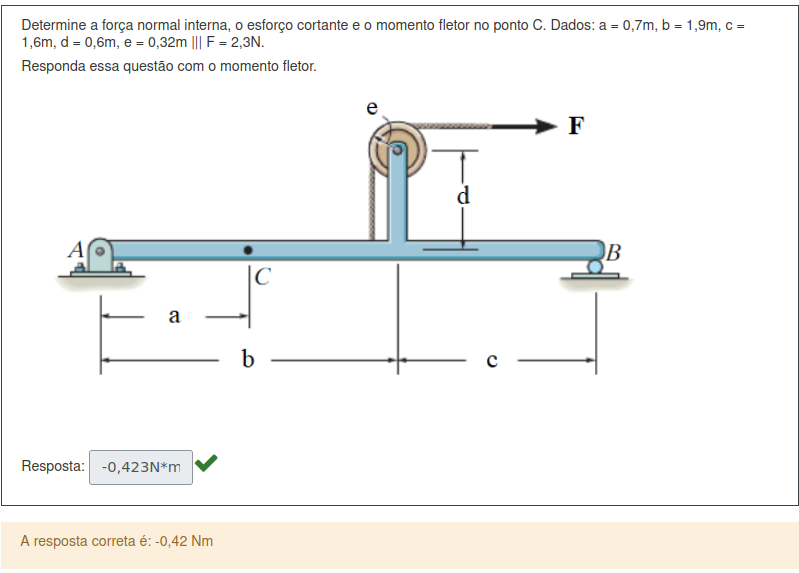 Determine a força normal interna, o esforço cortante e o momento fletor no ponto C. Dados: a = 0,7m, b = 1,9m, c =
1,6m, d = 0,6m, e = 0,32m ||| F = 2,3N.
Responda essa questão com o momento fletor.
e
F
d
A
B
C
a
b
c
Resposta: -0,423N*m
A resposta correta é: -0,42 Nm